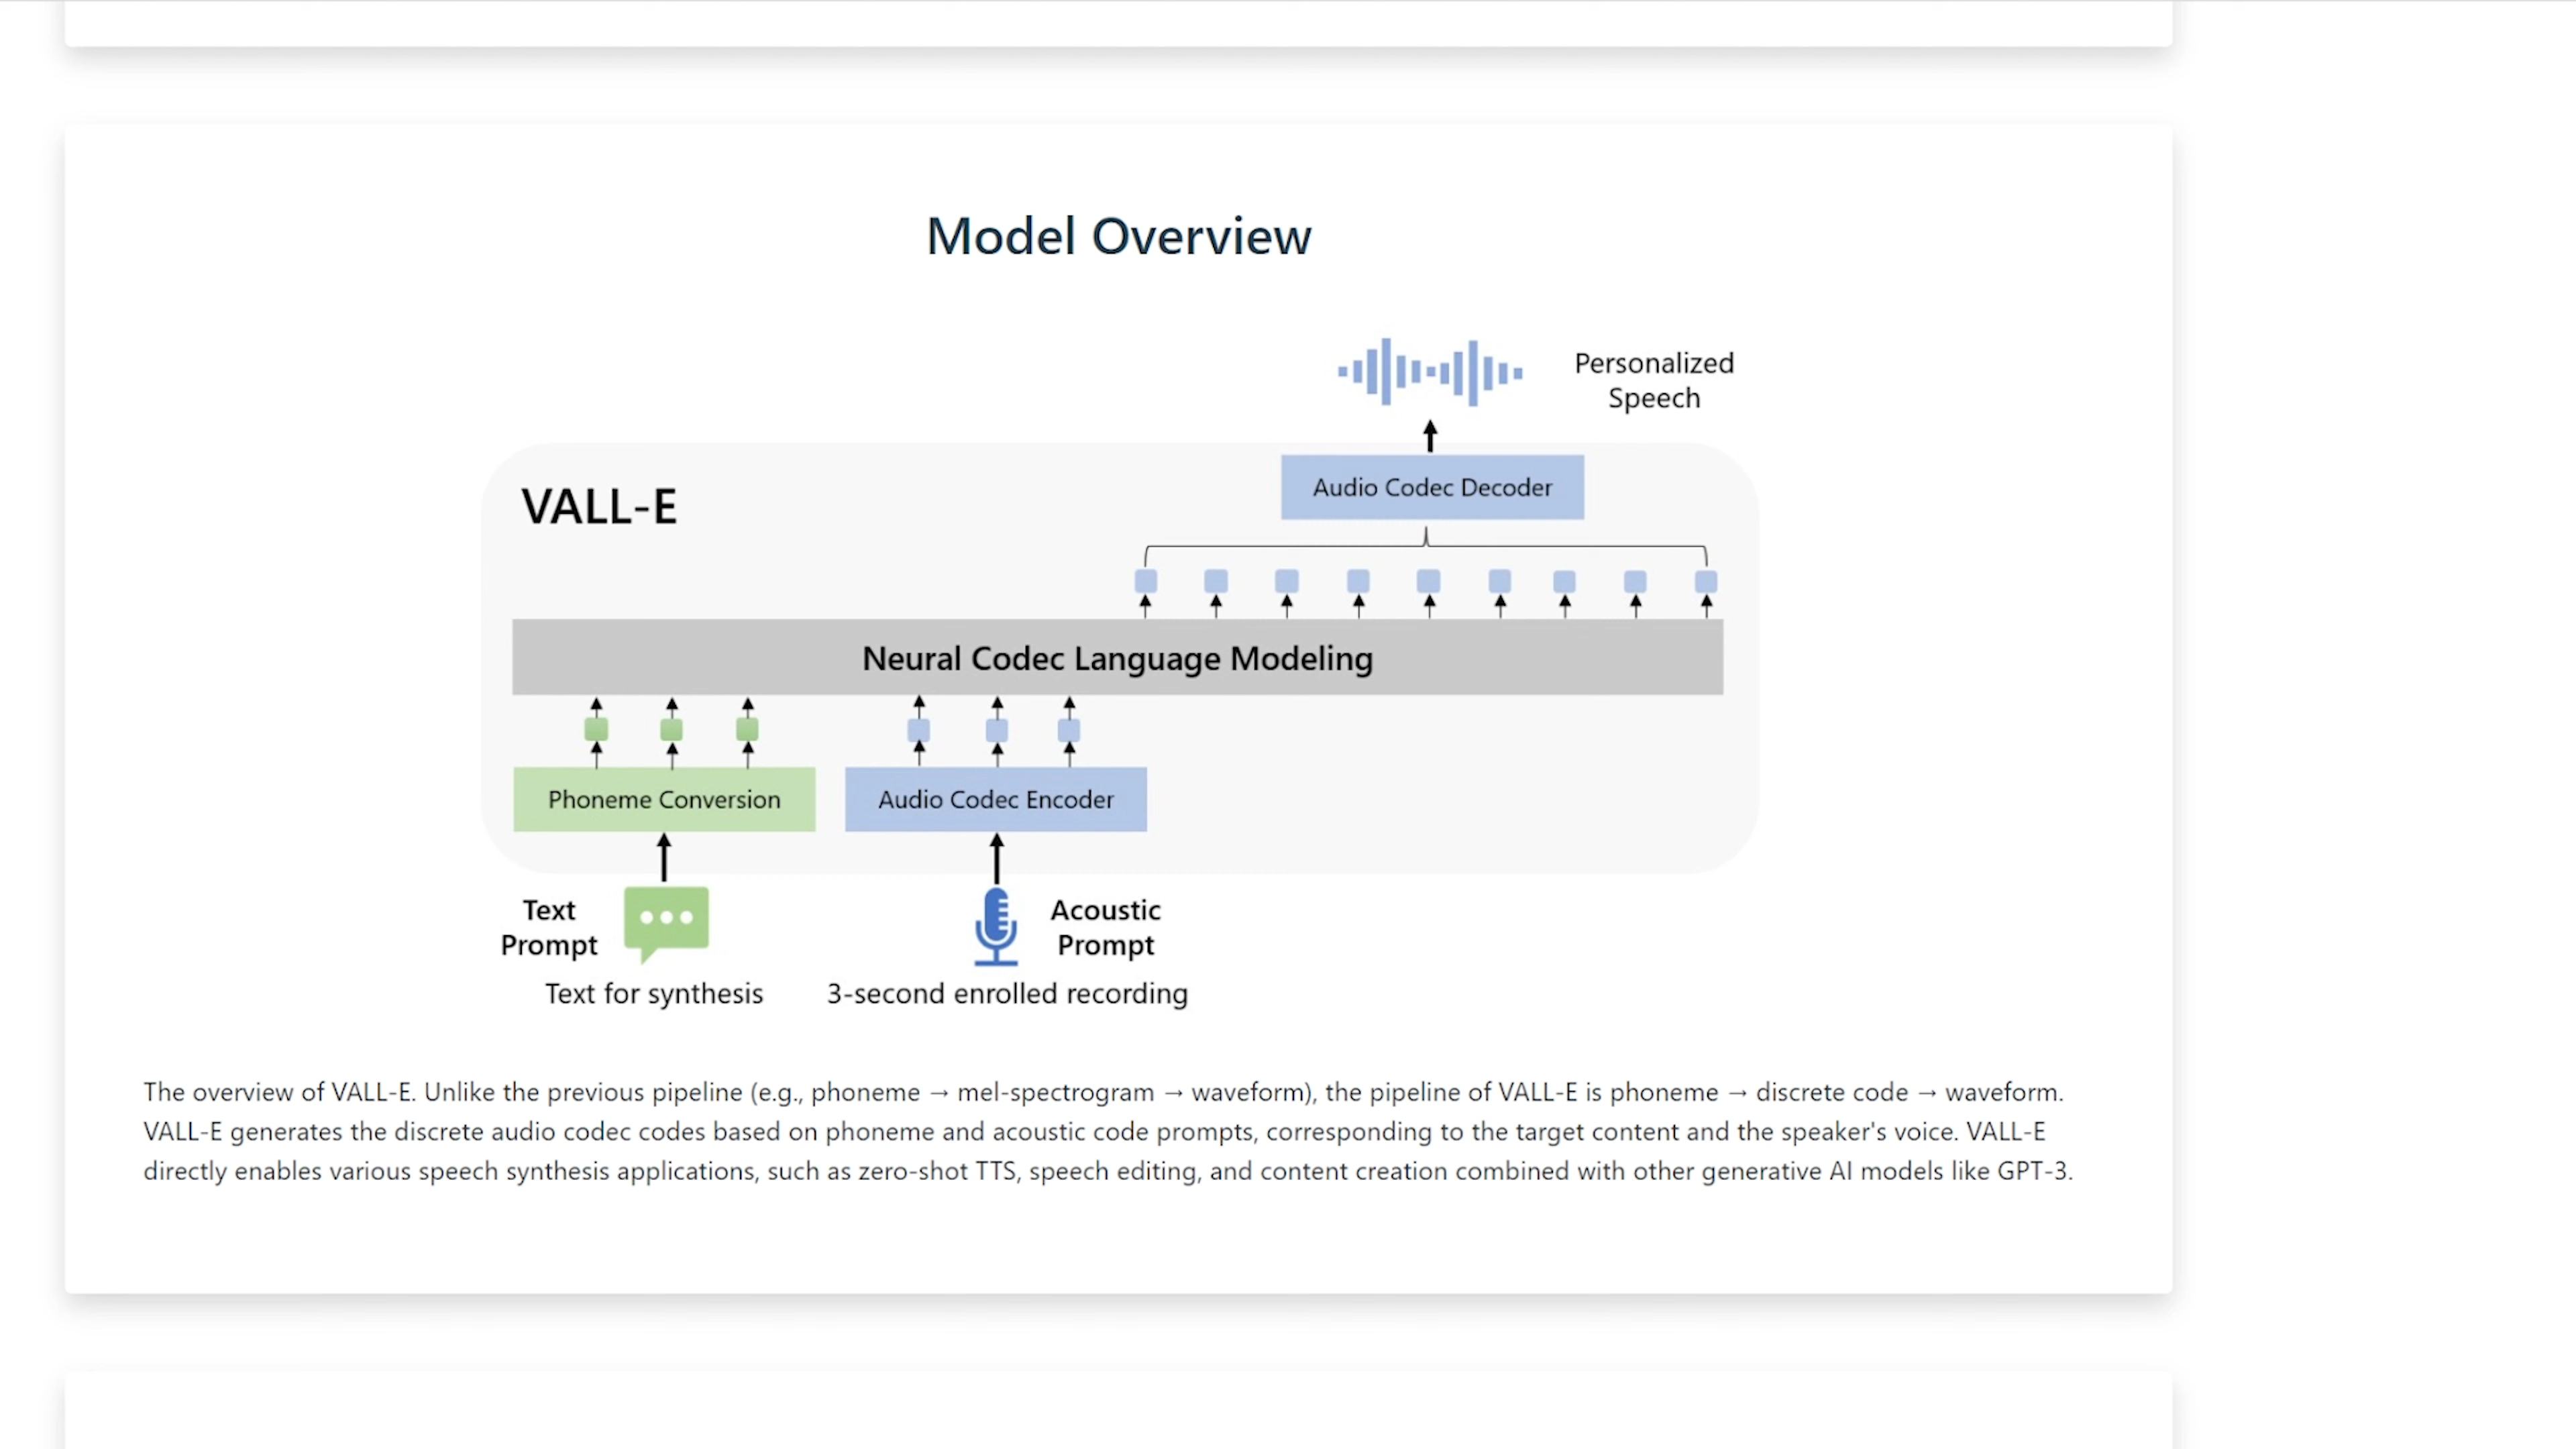 Model Overview
Personalized
Speech
Audio Codec Decoder
VALL-E
Neural Codec Language Modeling
Phoneme Conversion
Audio Codec Encoder
Text
Prompt
Acoustic
Prompt
Text for synthesis
3-second enrolled recording
The overview of VALL-E. Unlike the previous pipeline (e.g., phoneme → mel-spectrogram → waveform), the pipeline of VALL-E is phoneme → discrete code → waveform.
VALL-E generates the discrete audio codec codes based on phoneme and acoustic code prompts, corresponding to the target content and the speaker's voice. VALL-E
directly enables various speech synthesis applications, such as zero-shot TTS, speech editing, and content creation combined with other generative AI models like GPT-3.